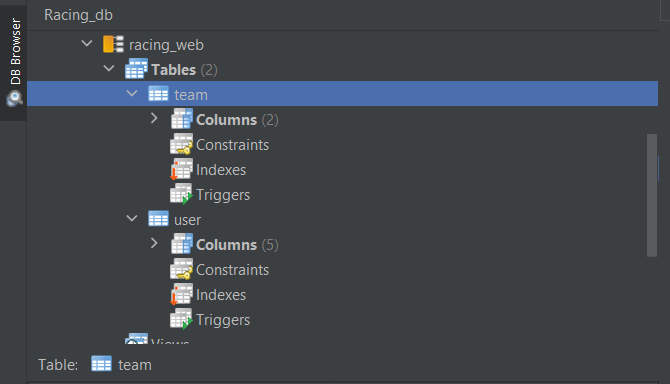 Racing_db
DB Browser
racing_web
Tables (2)
team
Columns (2)
Constraints
Indexes
Triggers
user
Columns (5)
Constraints
Indexes
Triggers
Views
Table: team